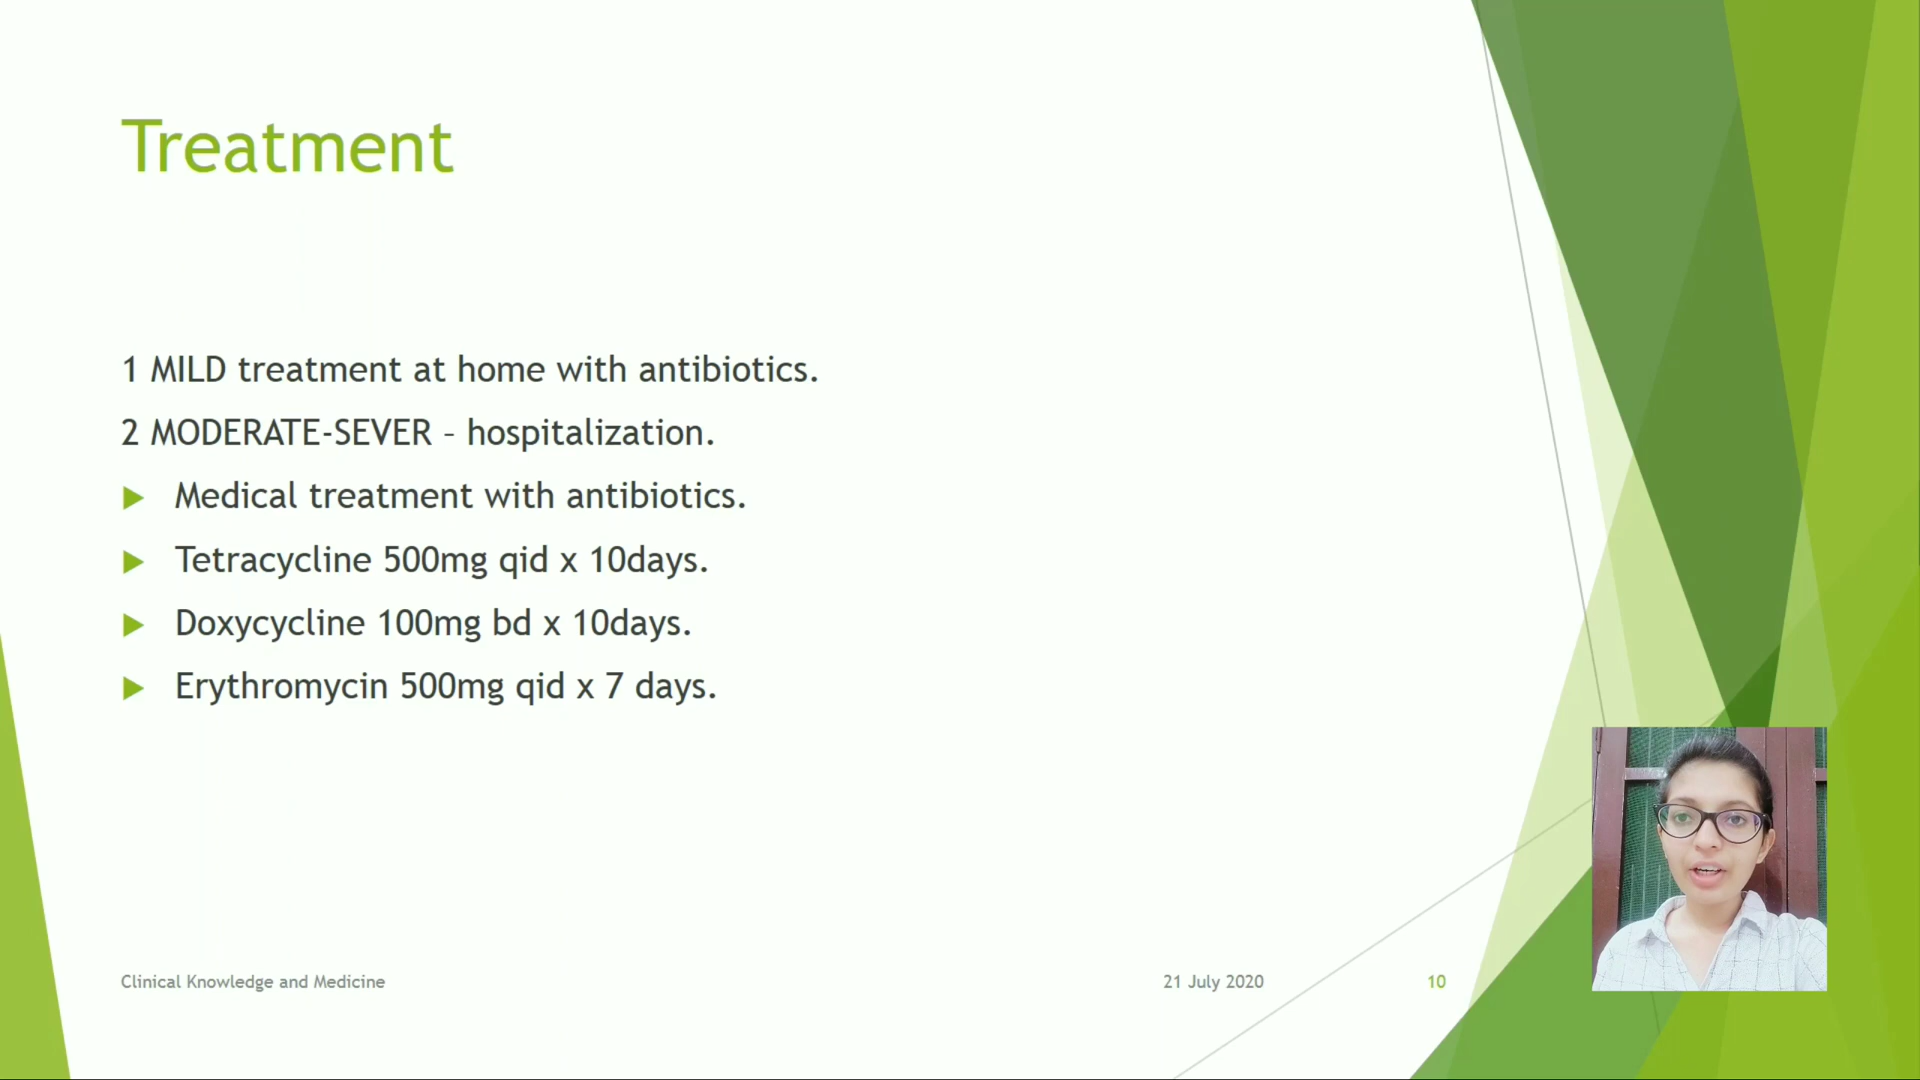 Treatment
1 MILD treatment at home with antibiotics.
2 MODERATE-SEVER – hospitalization.
Medical treatment with antibiotics.
Tetracycline 500mg qid x 10days.
Doxycycline 100mg bd x 10days.
Erythromycin 500mg qid x 7 days.
Clinical Knowledge and Medicine
21 July 2020
10